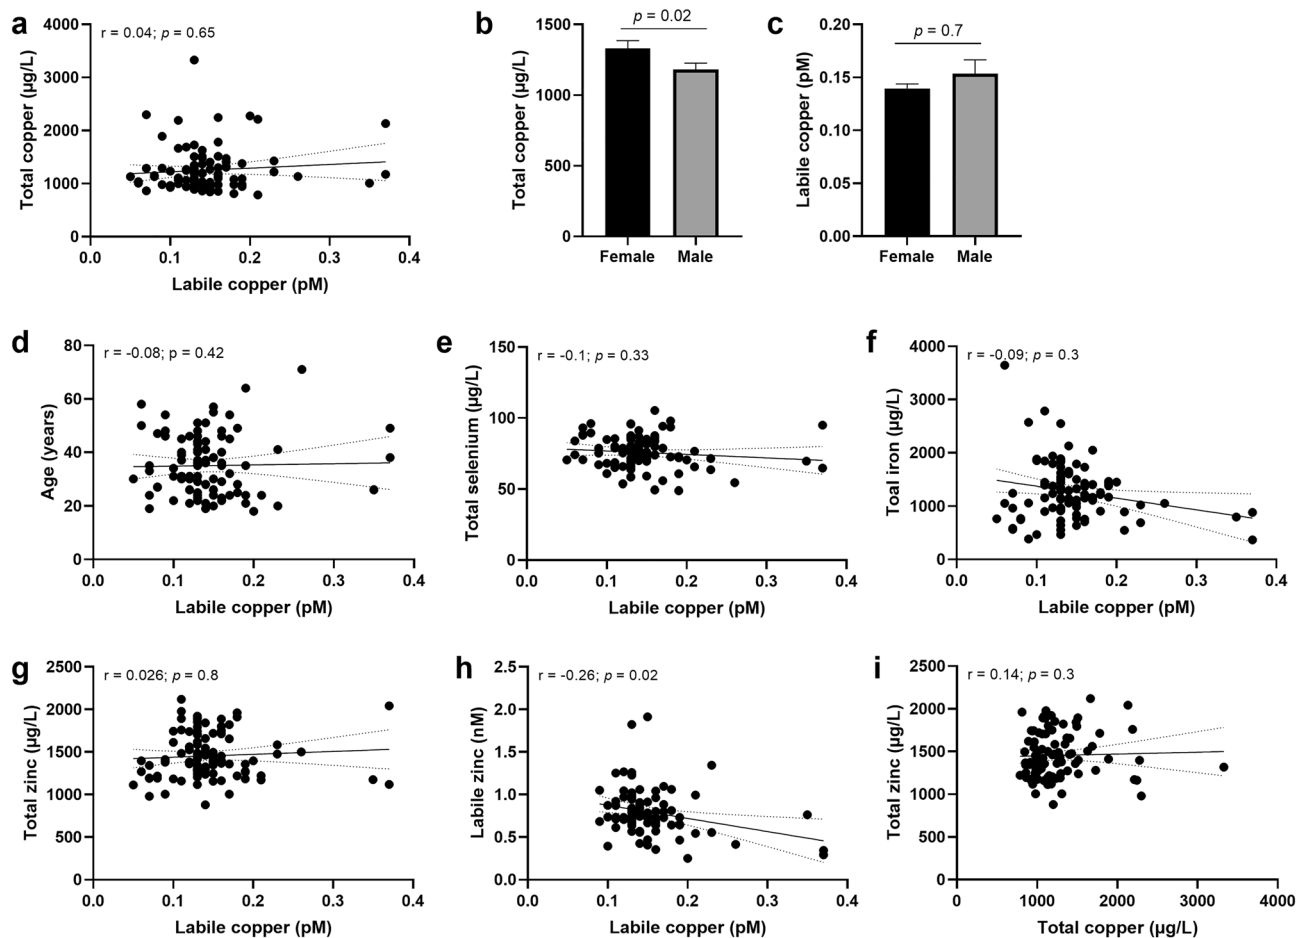 a
r = 0.04; p = 0.65
Total copper (µg/L)
4000
3000
2000
1000
0
0.0 0.1 0.2 0.3 0.4
Labile copper (pM)
b
p = 0.02
Total copper (µg/L)
1500
1000
500
0
Female Male
c
p = 0.7
Labile copper (pM)
0.20
0.15
0.10
0.05
0.00
Female Male
d
r = -0.08; p = 0.42
Age (years)
80
60
40
20
0
0.0 0.1 0.2 0.3 0.4
Labile copper (pM)
e
r = -0.1; p = 0.33
Total selenium (µg/L)
150
100
50
0
0.0 0.1 0.2 0.3 0.4
Labile copper (pM)
f
r = -0.09; p = 0.3
Toal iron (µg/L)
4000
3000
2000
1000
0
0.0 0.1 0.2 0.3 0.4
Labile copper (pM)
g
r = 0.026; p = 0.8
Total zinc (µg/L)
2500
2000
1500
1000
500
0
0.0 0.1 0.2 0.3 0.4
Labile copper (pM)
h
r = -0.26; p = 0.02
Labile zinc (nM)
2.5
2.0
1.5
1.0
0.5
0.0
0.0 0.1 0.2 0.3 0.4
Labile copper (pM)
i
r = 0.14; p = 0.3
Total zinc (µg/L)
2500
2000
1500
1000
500
0
0 1000 2000 3000 4000
Total copper (µg/L)